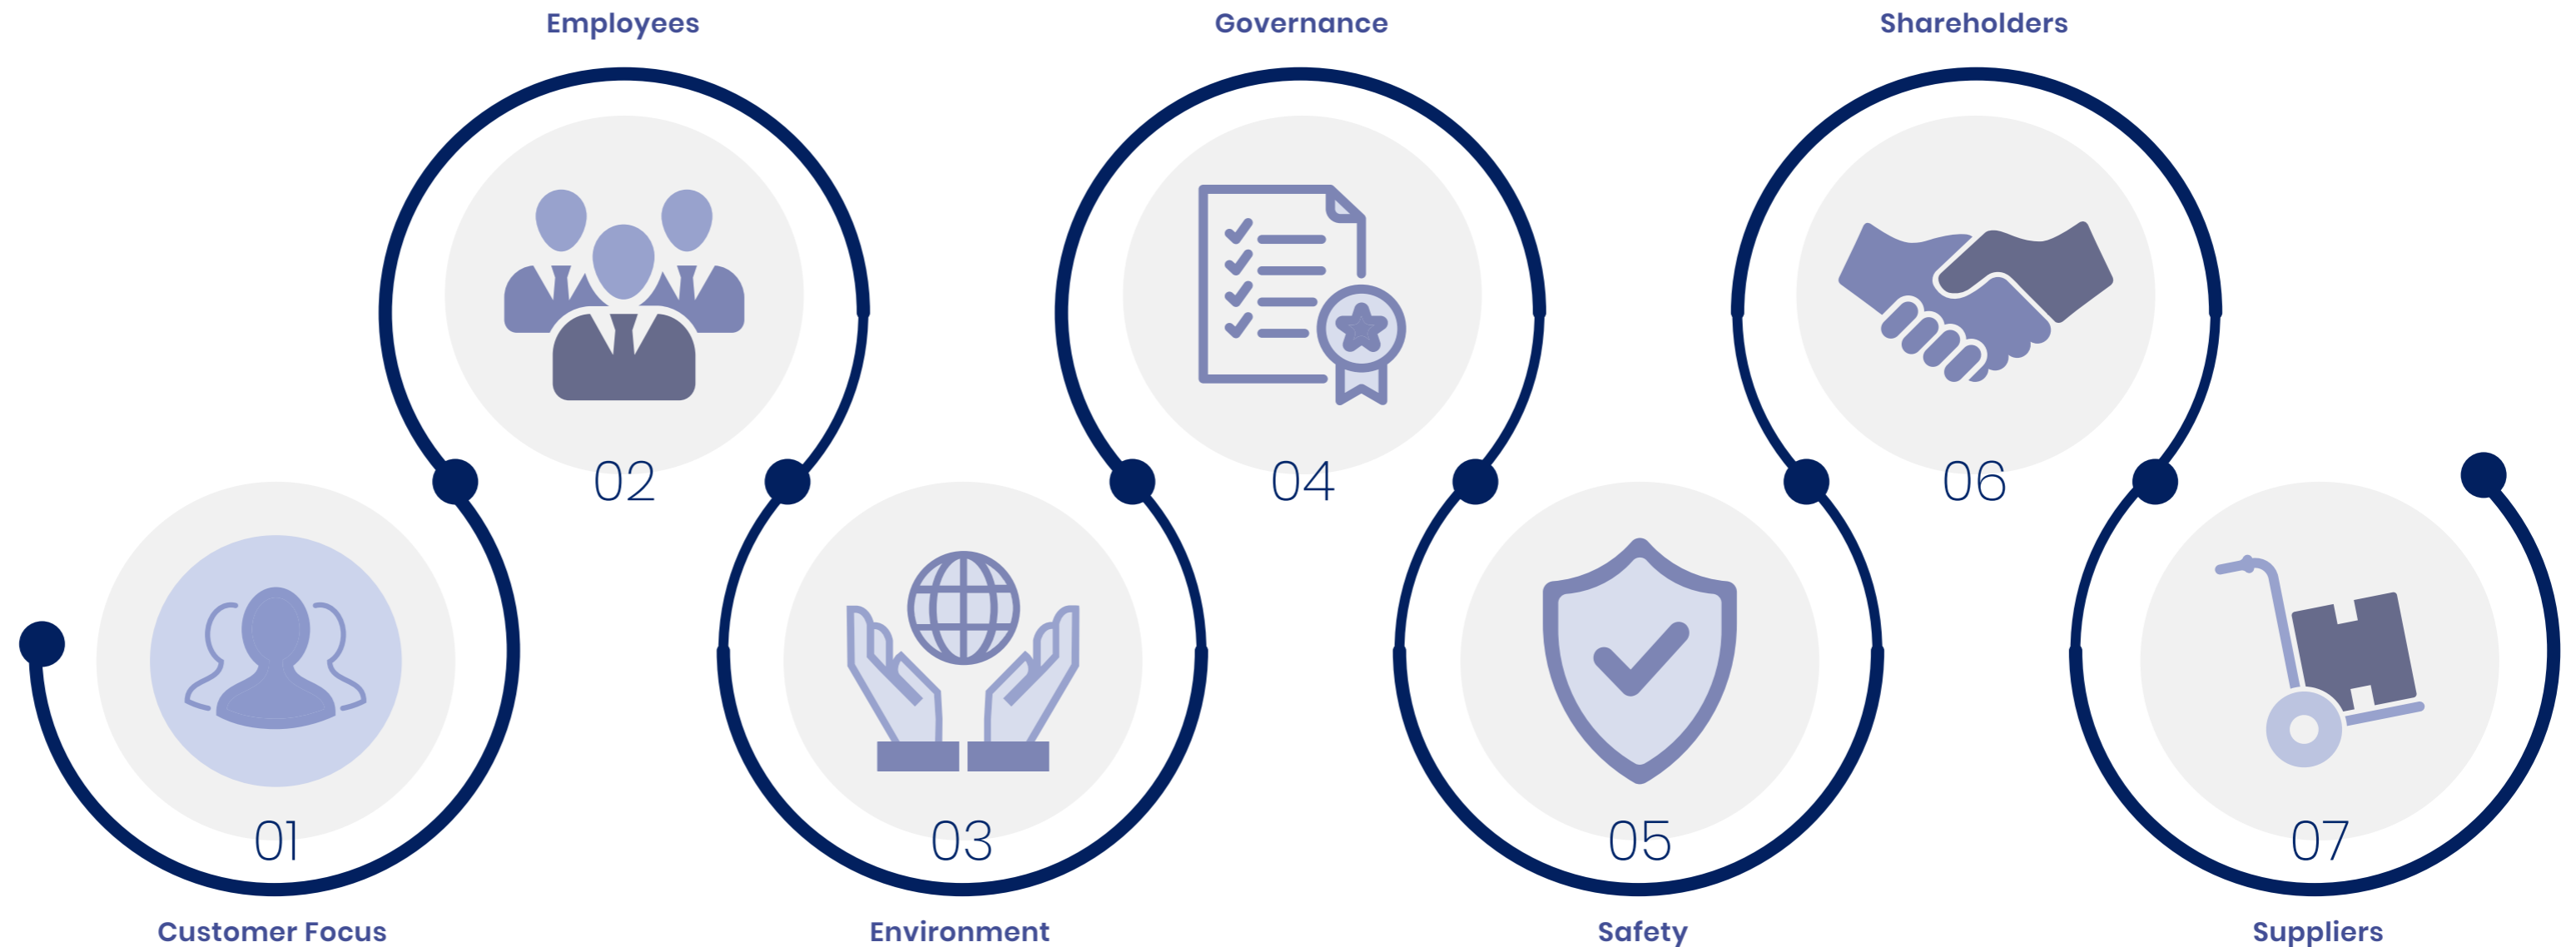 Employees
Governance
Shareholders
02
04
06
01
03
05
07
Customer Focus
Environment
Safety
Suppliers